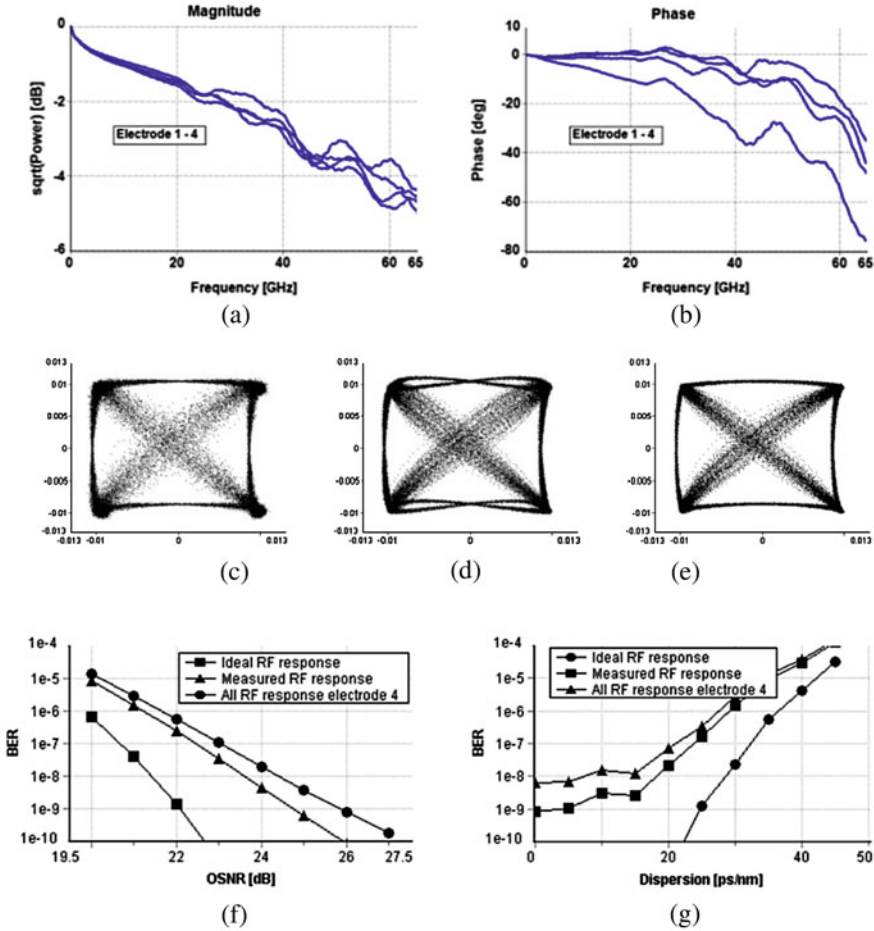 Magnitude
0
-2
-4
-6
sqrt(Power) [dB]
Electrode 1 - 4
0
20
40
60
65
Frequency [GHz]
(a)
Phase
10
0
-20
-40
-60
-80
Phase [deg]
Electrode 1 - 4
0
20
40
60
65
Frequency [GHz]
(b)
0.013
0.01
0.005
0
-0.005
-0.01
-0.013
-0.013
-0.01
0
0.013
(c)
0.013
0.01
0.005
0
-0.005
-0.01
-0.013
-0.013
-0.01
0
0.013
(d)
0.013
0.01
0.005
0
-0.005
-0.01
-0.013
-0.013
-0.01
0
0.013
(e)
1e-4
1e-5
1e-6
1e-7
1e-8
1e-9
1e-10
BER
Ideal RF response
Measured RF response
All RF response electrode 4
19.5
22
24
26
27.5
OSNR [dB]
(f)
1e-4
1e-5
1e-6
1e-7
1e-8
1e-9
1e-10
BER
Ideal RF response
Measured RF response
All RF response electrode 4
0
20
40
50
Dispersion [ps/nm]
(g)